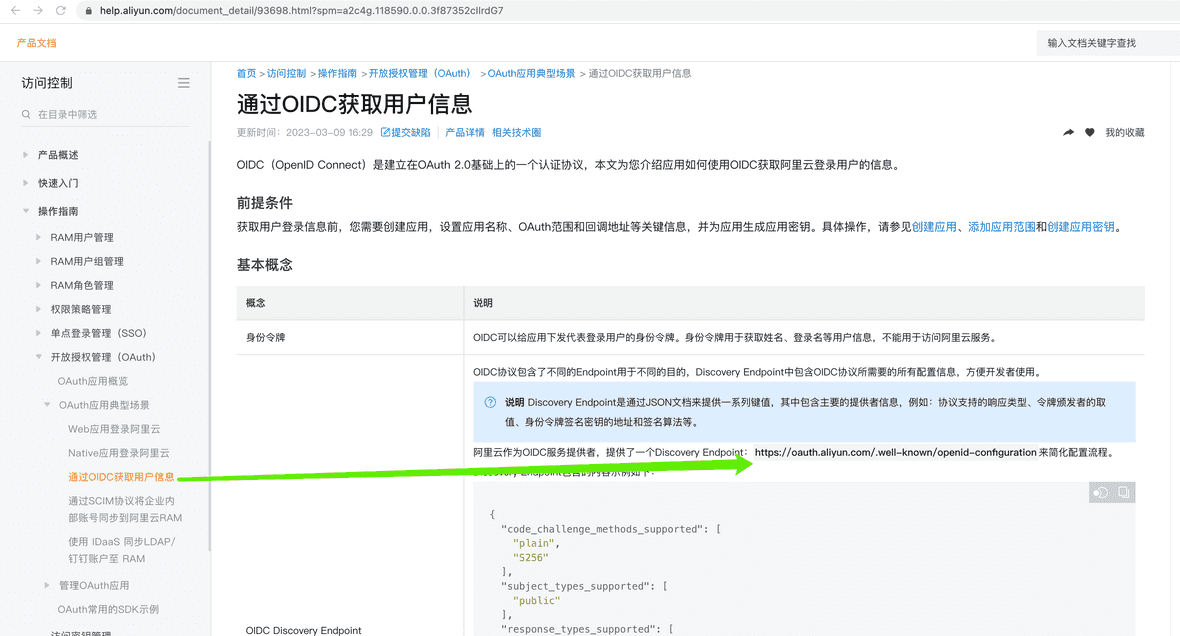 help.aliyun.com/document_detail/93698.html?spm=a2c4g.118590.0.0.3f87352cIlrdG7
产品文档
输入文档关键字查找
访问控制
在目录中筛选
产品概述
快速入门
操作指南
RAM用户管理
RAM用户组管理
RAM角色管理
权限策略管理
单点登录管理（SSO）
开放授权管理（OAuth）
OAuth应用概览
OAuth应用典型场景
Web应用登录阿里云
Native应用登录阿里云
通过OIDC获取用户信息
通过SCIM协议将企业内
部账号同步到阿里云RAM
使用 IDaaS 同步LDAP/
钉钉账户至 RAM
管理OAuth应用
OAuth常用的SDK示例
访问密钥管理
首页 >访问控制 >操作指南 >开放授权管理（OAuth） >OAuth应用典型场景 >通过OIDC获取用户信息
通过OIDC获取用户信息
更新时间：2023-03-09 16:29 提交缺陷 产品详情 相关技术圈
我的收藏
OIDC（OpenID Connect）是建立在OAuth 2.0基础上的一个认证协议，本文为您介绍应用如何使用OIDC获取阿里云登录用户的信息。
前提条件
获取用户登录信息前，您需要创建应用，设置应用名称、OAuth范围和回调地址等关键信息，并为应用生成应用密钥。具体操作，请参见创建应用、添加应用范围和创建应用密钥。
基本概念
概念 说明
身份令牌 OIDC可以给应用下发代表登录用户的身份令牌。身份令牌用于获取姓名、登录名等用户信息，不能用于访问阿里云服务。
OIDC协议包含了不同的Endpoint用于不同的目的，Discovery Endpoint中包含OIDC协议所需要的所有配置信息，方便开发者使用。
说明 Discovery Endpoint是通过JSON文档来提供一系列键值，其中包含主要的提供者信息，例如：协议支持的响应类型、令牌颁发者的取
值、身份令牌签名密钥的地址和签名算法等。
阿里云作为OIDC服务提供者，提供了一个Discovery Endpoint：https://oauth.aliyun.com/.well-known/openid-configuration 来简化配置流程。
Discovery Endpoint包含的内容示例如下：
{
"code_challenge_methods_supported": [
"plain",
"S256"
],
"subject_types_supported": [
"public"
],
"response_types_supported": [
OIDC Discovery Endpoint